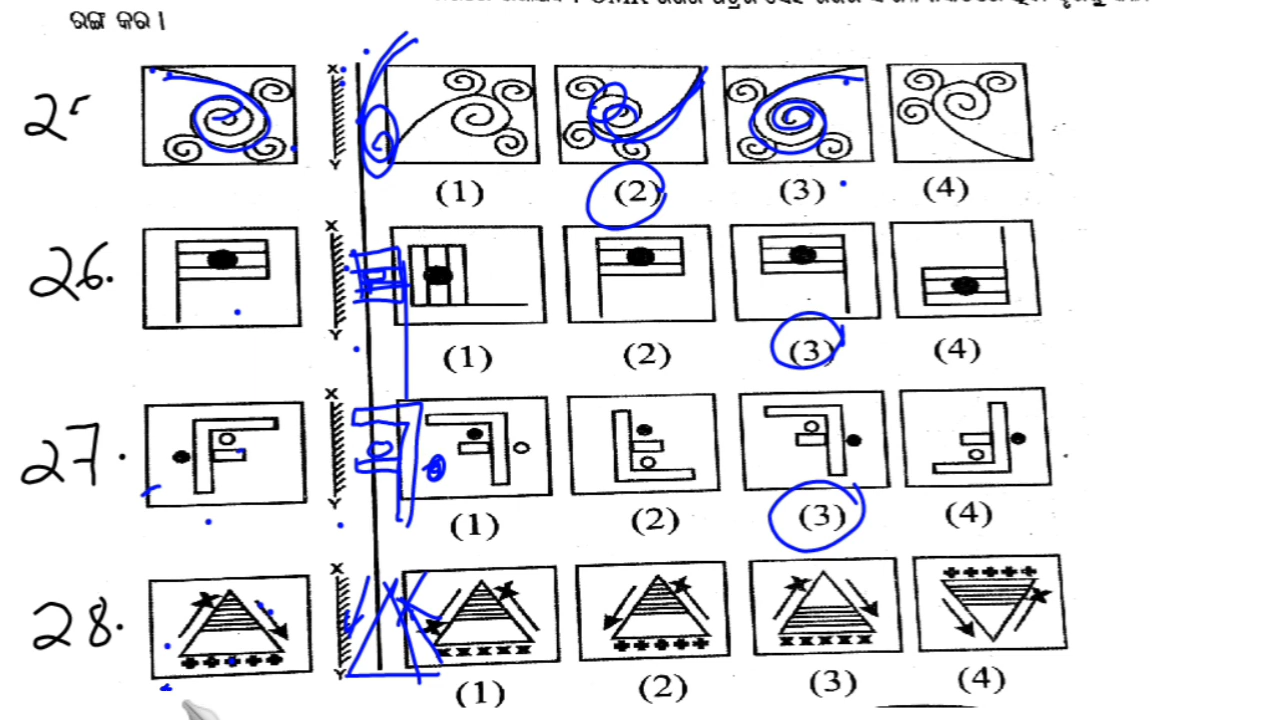 ରଙ୍ଗ କର ।
25
X
Y
(1) (2) (3) (4)
26.
X
Y
(1) (2) (3) (4)
27.
X
Y
(1) (2) (3) (4)
28.
X
Y
(1) (2) (3) (4)